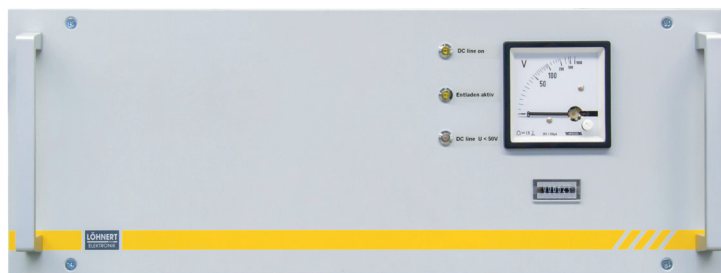 DC line on
Entladen aktiv
DC line U < 50V
V
50
100
LÖHNERT
ELEKTRONIK